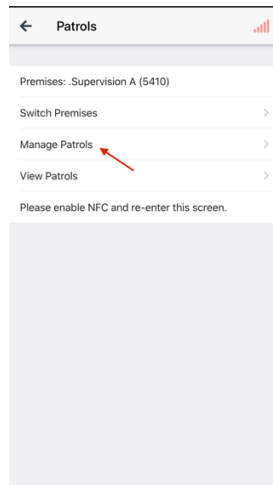 Patrols
Premises: .Supervision A (5410)
Switch Premises
Manage Patrols
View Patrols
Please enable NFC and re-enter this screen.